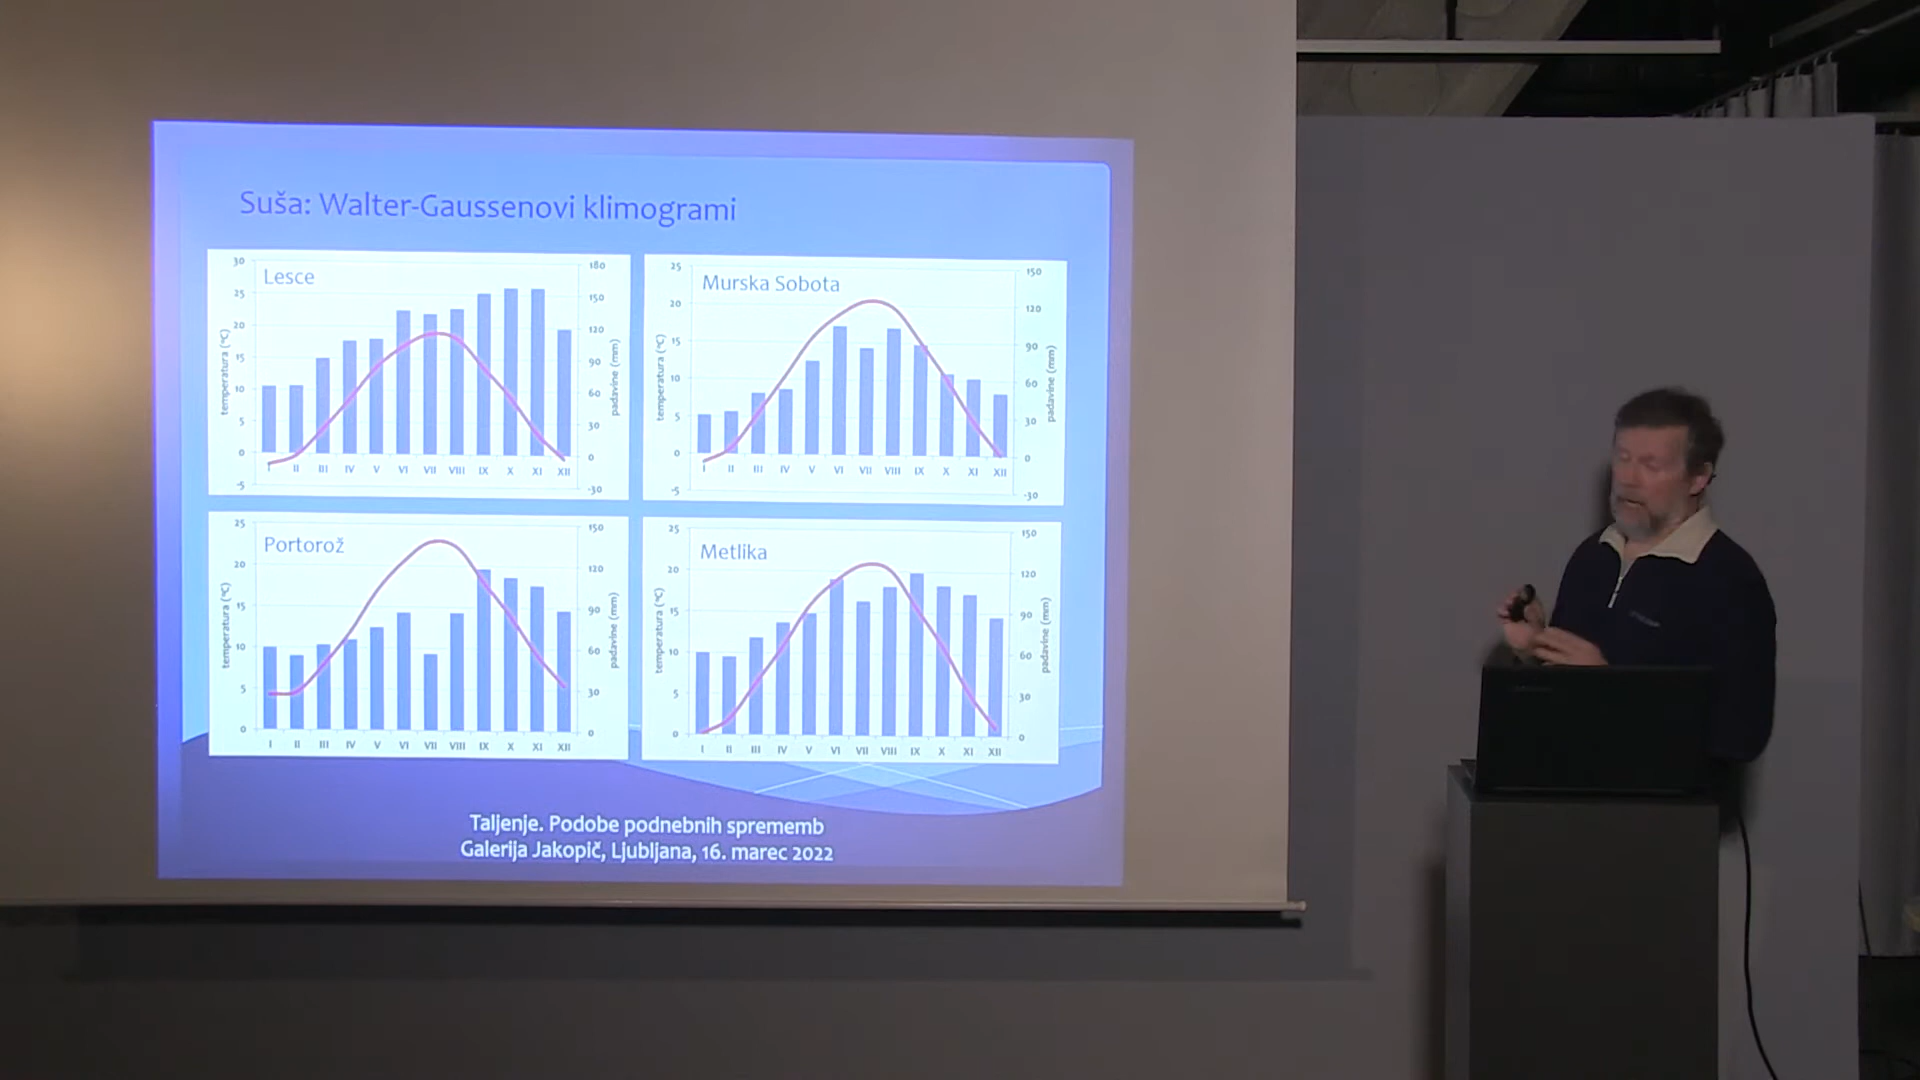 Suša: Walter-Gaussenovi klimogrami
Lesce
30
25
20
15
10
5
0
-5
temperatura (°C)
180
150
120
90
60
30
0
-30
padavine (mm)
I II III IV V VI VII VIII IX X XI XII
Murska Sobota
25
20
15
10
5
0
-5
temperatura (°C)
150
120
90
60
30
0
-30
padavine (mm)
I II III IV V VI VII VIII IX X XI XII
Portorož
25
20
15
10
5
0
temperatura (°C)
150
120
90
60
30
0
padavine (mm)
I II III IV V VI VII VIII IX X XI XII
Metlika
25
20
15
10
5
0
temperatura (°C)
150
120
90
60
30
0
padavine (mm)
I II III IV V VI VII VIII IX X XI XII
Taljenje. Podobe podnebnih sprememb
Galerija Jakopič, Ljubljana, 16. marec 2022